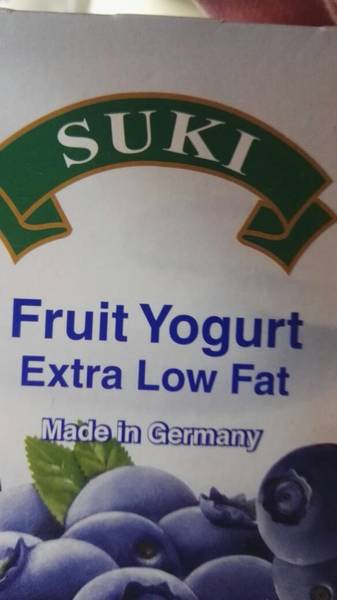 SUKI
Fruit Yogurt
Extra Low Fat
Made in Germany